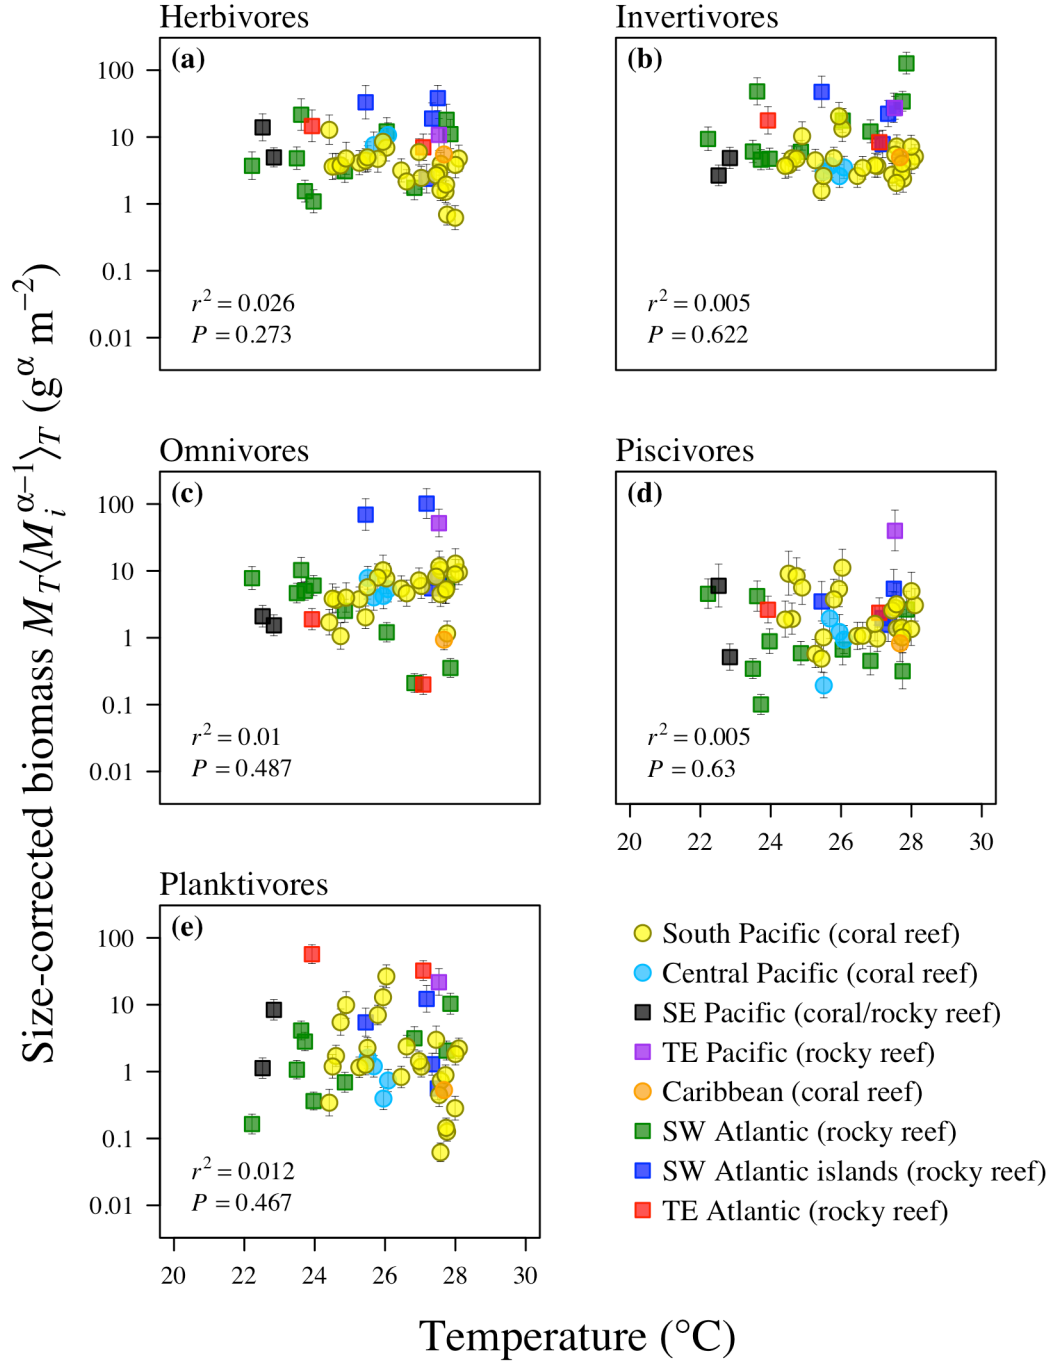 Herbivores
(a)
100
10
1
0.1
0.01
r² = 0.026
P = 0.273
Invertivores
(b)
r² = 0.005
P = 0.622
Omnivores
(c)
100
10
1
0.1
0.01
r² = 0.01
P = 0.487
Piscivores
(d)
r² = 0.005
P = 0.63
20 22 24 26 28 30
Planktivores
(e)
100
10
1
0.1
0.01
r² = 0.012
P = 0.467
20 22 24 26 28 30
South Pacific (coral reef)
Central Pacific (coral reef)
SE Pacific (coral/rocky reef)
TE Pacific (rocky reef)
Caribbean (coral reef)
SW Atlantic (rocky reef)
SW Atlantic islands (rocky reef)
TE Atlantic (rocky reef)
Size-corrected biomass M_T⟨M_i^{α−1}⟩_T (g^α m⁻²)
Temperature (°C)